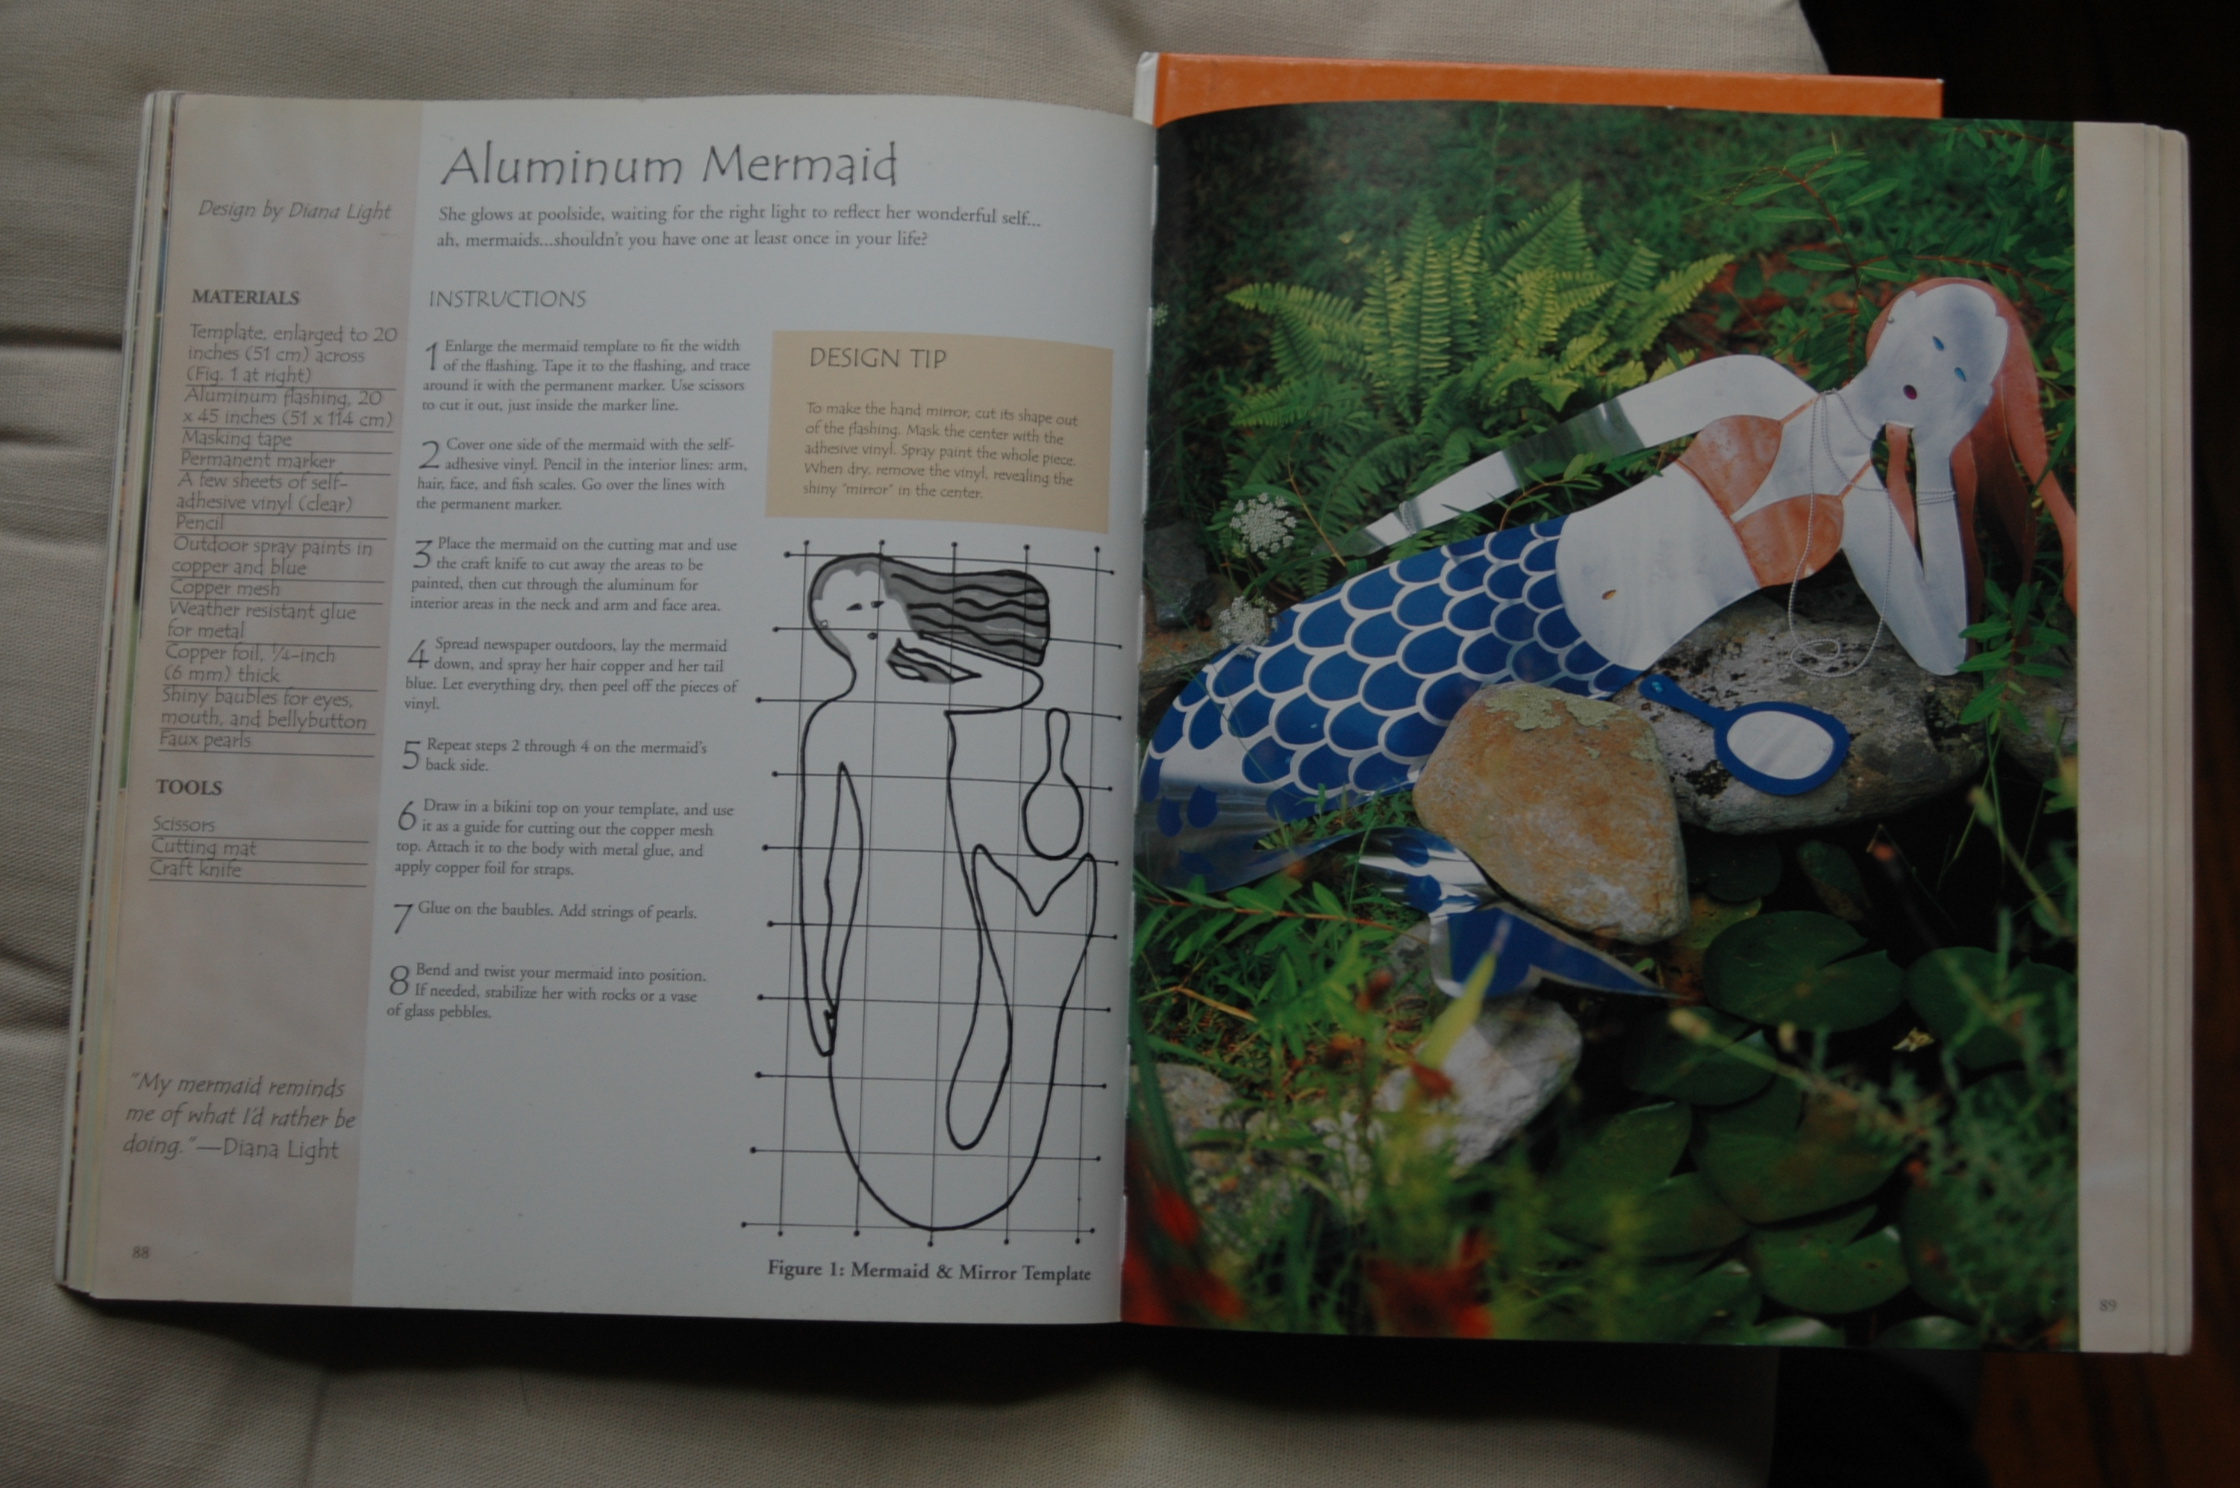 Aluminum Mermaid
Design by Diana Light
She glows at poolside, waiting for the right light to reflect her wonderful self...
ah, mermaids...shouldn't you have one at least once in your life?
MATERIALS
Template, enlarged to 20
inches (51 cm) across
(Fig. 1 at right)
Aluminum flashing, 20
x 45 inches (51 x 114 cm)
Masking tape
Permanent marker
A few sheets of self-
adhesive vinyl (clear)
Pencil
Outdoor spray paints in
copper and blue
Copper mesh
Weather resistant glue
for metal
Copper foil, ¼-inch
(6 mm) thick
Shiny baubles for eyes,
mouth, and bellybutton
Faux pearls
TOOLS
Scissors
Cutting mat
Craft knife
"My mermaid reminds
me of what I'd rather be
doing."—Diana Light
88
INSTRUCTIONS
1 Enlarge the mermaid template to fit the width
of the flashing. Tape it to the flashing, and trace
around it with the permanent marker. Use scissors
to cut it out, just inside the marker line.
2 Cover one side of the mermaid with the self-
adhesive vinyl. Pencil in the interior lines: arm,
hair, face, and fish scales. Go over the lines with
the permanent marker.
3 Place the mermaid on the cutting mat and use
the craft knife to cut away the areas to be
painted, then cut through the aluminum for
interior areas in the neck and arm and face area.
4 Spread newspaper outdoors, lay the mermaid
down, and spray her hair copper and her tail
blue. Let everything dry, then peel off the pieces of
vinyl.
5 Repeat steps 2 through 4 on the mermaid's
back side.
6 Draw in a bikini top on your template, and use
it as a guide for cutting out the copper mesh
top. Attach it to the body with metal glue, and
apply copper foil for straps.
7 Glue on the baubles. Add strings of pearls.
8 Bend and twist your mermaid into position.
If needed, stabilize her with rocks or a vase
of glass pebbles.
DESIGN TIP
To make the hand mirror, cut its shape out
of the flashing. Mask the center with the
adhesive vinyl. Spray paint the whole piece.
When dry, remove the vinyl, revealing the
shiny "mirror" in the center.
Figure 1: Mermaid & Mirror Template
89